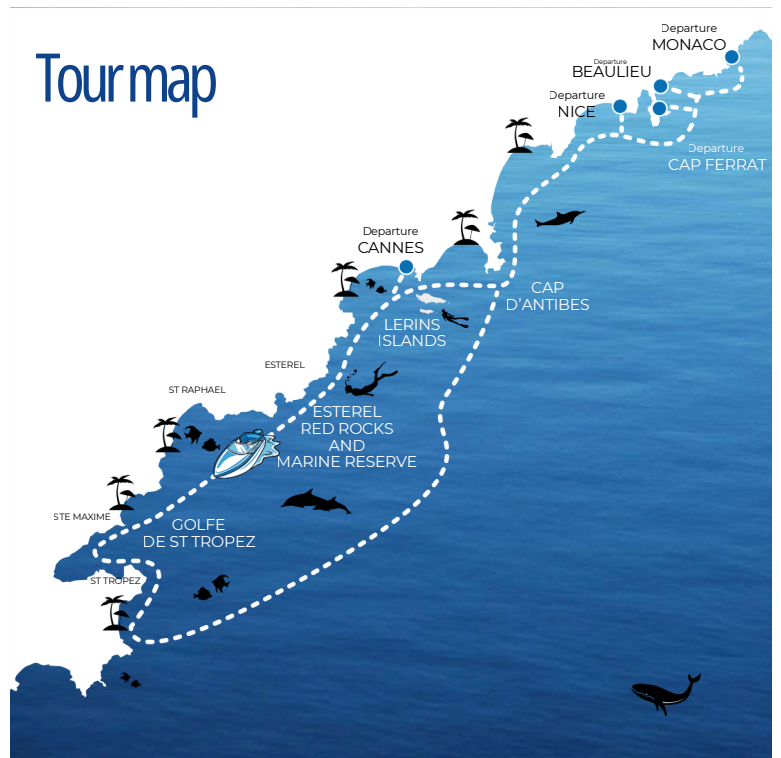 Tour map
Departure
MONACO
Departure
BEAULIEU
Departure
NICE
Departure
CAP FERRAT
Departure
CANNES
CAP
D'ANTIBES
LERINS
ISLANDS
ESTEREL
ST RAPHAEL
ESTEREL
RED ROCKS
AND
MARINE RESERVE
STE MAXIME
GOLFE
DE ST TROPEZ
ST TROPEZ